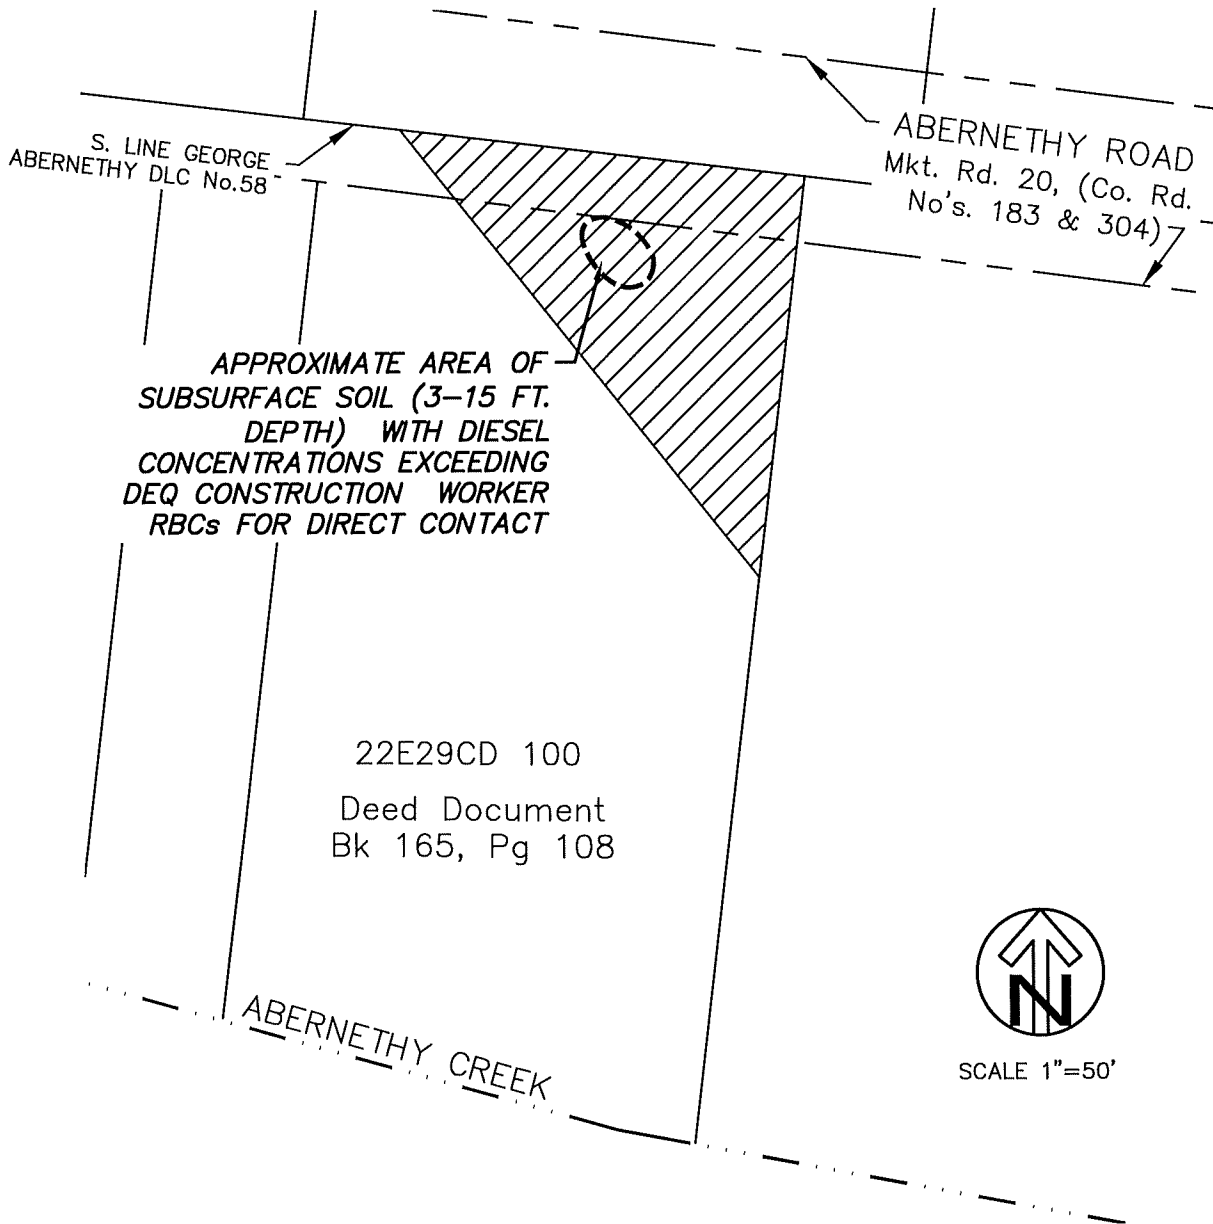 ABERNETHY ROAD
Mkt. Rd. 20, (Co. Rd.
No's. 183 & 304)
S. LINE GEORGE
ABERNETHY DLC No.58
APPROXIMATE AREA OF
SUBSURFACE SOIL (3-15 FT.
DEPTH) WITH DIESEL
CONCENTRATIONS EXCEEDING
DEQ CONSTRUCTION WORKER
RBCs FOR DIRECT CONTACT
22E29CD 100
Deed Document
Bk 165, Pg 108
N
SCALE 1"=50'
ABERNETHY CREEK